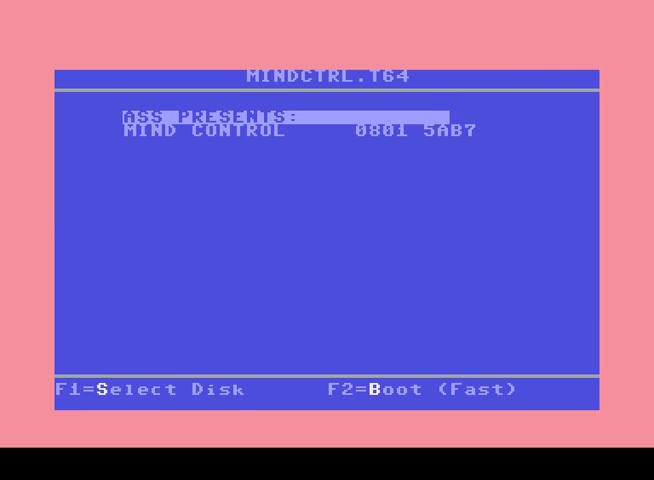 MINDCTRL.T64
ASS PRESENTS:
MIND CONTROL 0801 5AB7
F1=Select Disk F2=Boot (Fast)